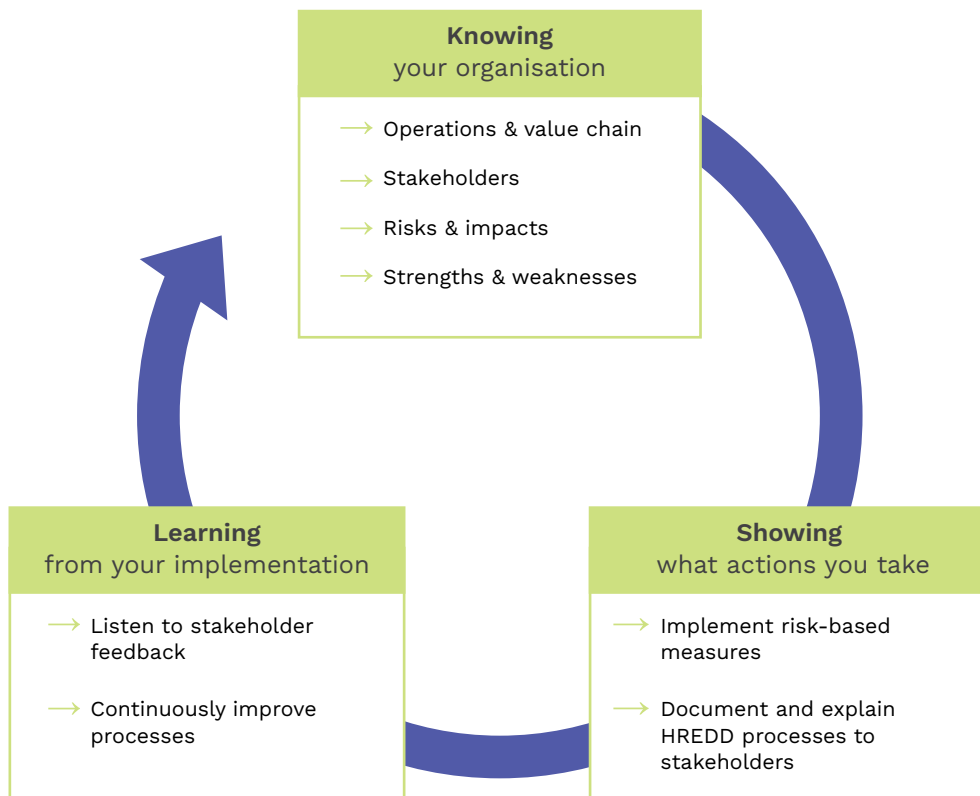 Knowing
your organisation
→ Operations & value chain
→ Stakeholders
→ Risks & impacts
→ Strengths & weaknesses
Learning
from your implementation
→ Listen to stakeholder
feedback
→ Continuously improve
processes
Showing
what actions you take
→ Implement risk-based
measures
→ Document and explain
HREDD processes to
stakeholders